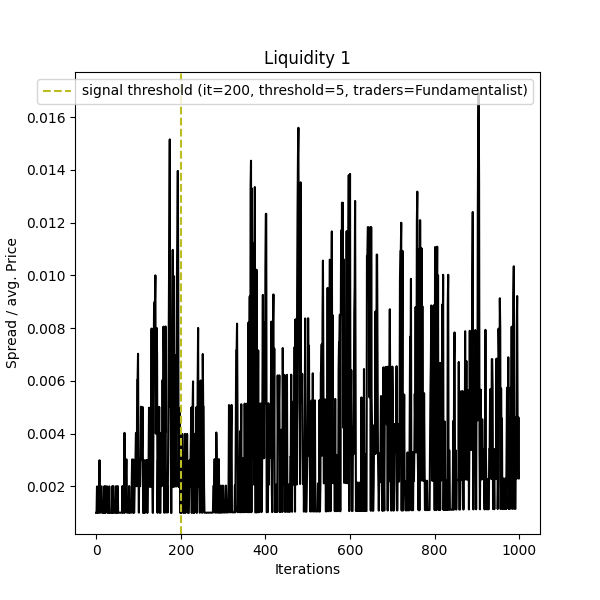 Liquidity 1
signal threshold (it=200, threshold=5, traders=Fundamentalist)
0.016
0.014
0.012
0.010
0.008
0.006
0.004
0.002
Spread / avg. Price
0 200 400 600 800 1000
Iterations